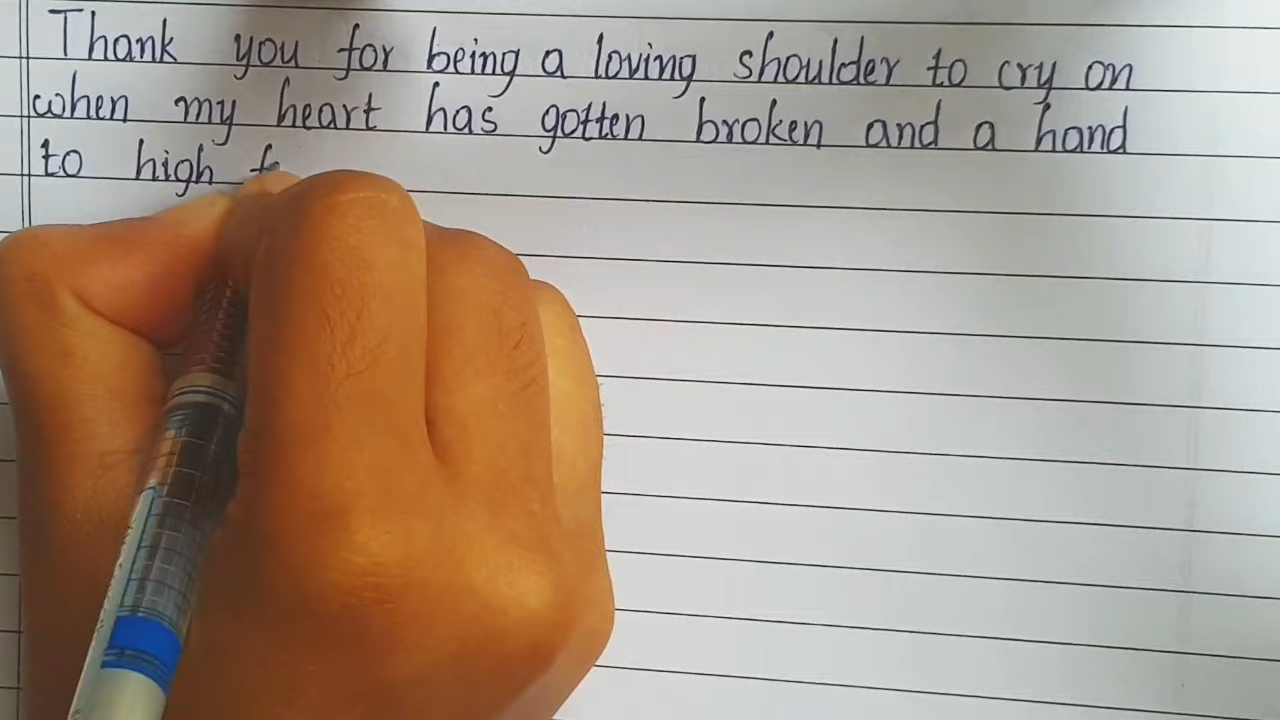 Thank you for being a loving shoulder to cry on
when my heart has gotten broken and a hand
to high f